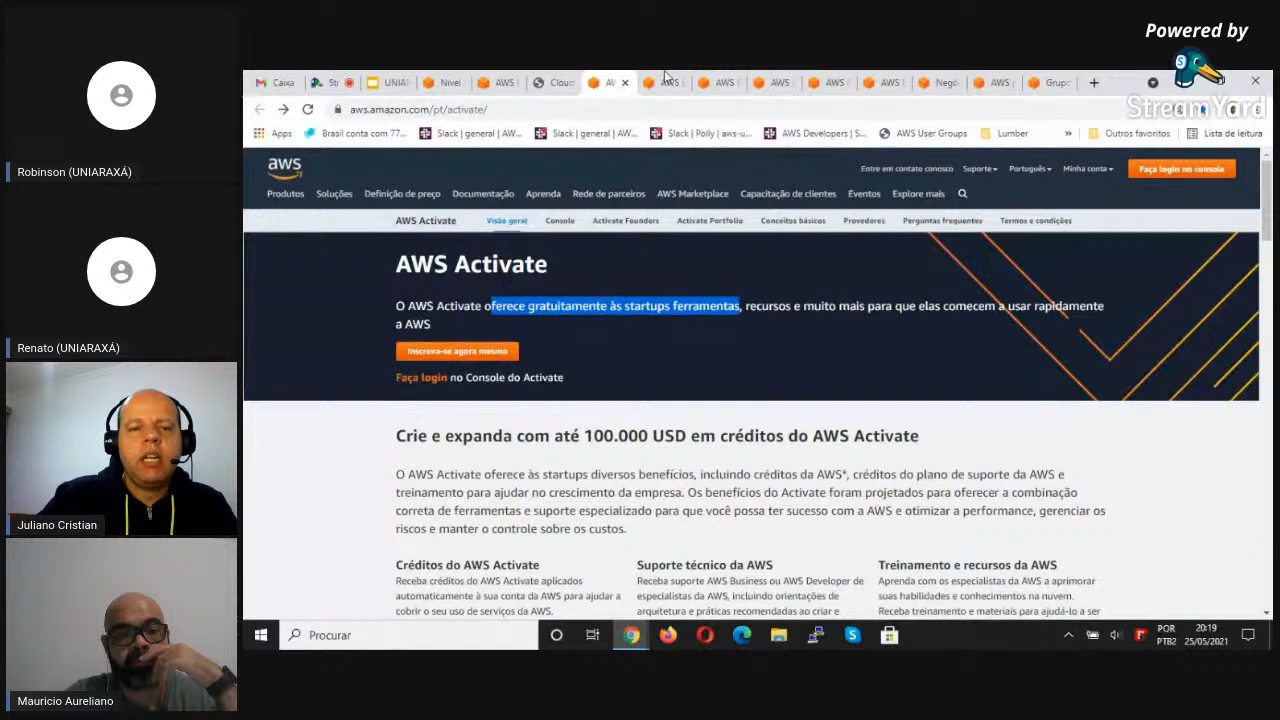 Powered by
StreamYard
Robinson (UNIARAXÁ)
Renato (UNIARAXÁ)
Juliano Cristian
Mauricio Aureliano
Caixa
Str
UNIA
Nível
AWS
Cloud
AWS
AWS
Negó
AWS
Grupo
aws.amazon.com/pt/activate/
Apps
Brasil conta com 77...
Slack | general | AW...
Slack | general | AW...
Slack | Polly | aws-u...
AWS Developers | S...
AWS User Groups
Lumber
»
Outros favoritos
Lista de leitura
aws
Entre em contato conosco Suporte Português Minha conta
Faça login no console
Produtos Soluções Definição de preço Documentação Aprenda Rede de parceiros AWS Marketplace Capacitação de clientes Eventos Explore mais
AWS Activate Visão geral Console Activate Founders Activate Portfolio Conceitos básicos Provedores Perguntas frequentes Termos e condições
AWS Activate
O AWS Activate oferece gratuitamente às startups ferramentas, recursos e muito mais para que elas comecem a usar rapidamente
a AWS
Inscreva-se agora mesmo
Faça login no Console do Activate
Crie e expanda com até 100.000 USD em créditos do AWS Activate
O AWS Activate oferece às startups diversos benefícios, incluindo créditos da AWS*, créditos do plano de suporte da AWS e
treinamento para ajudar no crescimento da empresa. Os benefícios do Activate foram projetados para oferecer a combinação
correta de ferramentas e suporte especializado para que você possa ter sucesso com a AWS e otimizar a performance, gerenciar os
riscos e manter o controle sobre os custos.
Créditos do AWS Activate
Receba créditos do AWS Activate aplicados
automaticamente à sua conta da AWS para ajudar a
cobrir o seu uso de serviços da AWS.
Suporte técnico da AWS
Receba suporte AWS Business ou AWS Developer de
especialistas da AWS, incluindo orientações de
arquitetura e práticas recomendadas ao criar e
Treinamento e recursos da AWS
Aprenda com os especialistas da AWS a aprimorar
suas habilidades e conhecimentos na nuvem.
Receba treinamento e materiais para ajudá-lo a ser
Procurar
POR
PTB2
20:19
25/05/2021